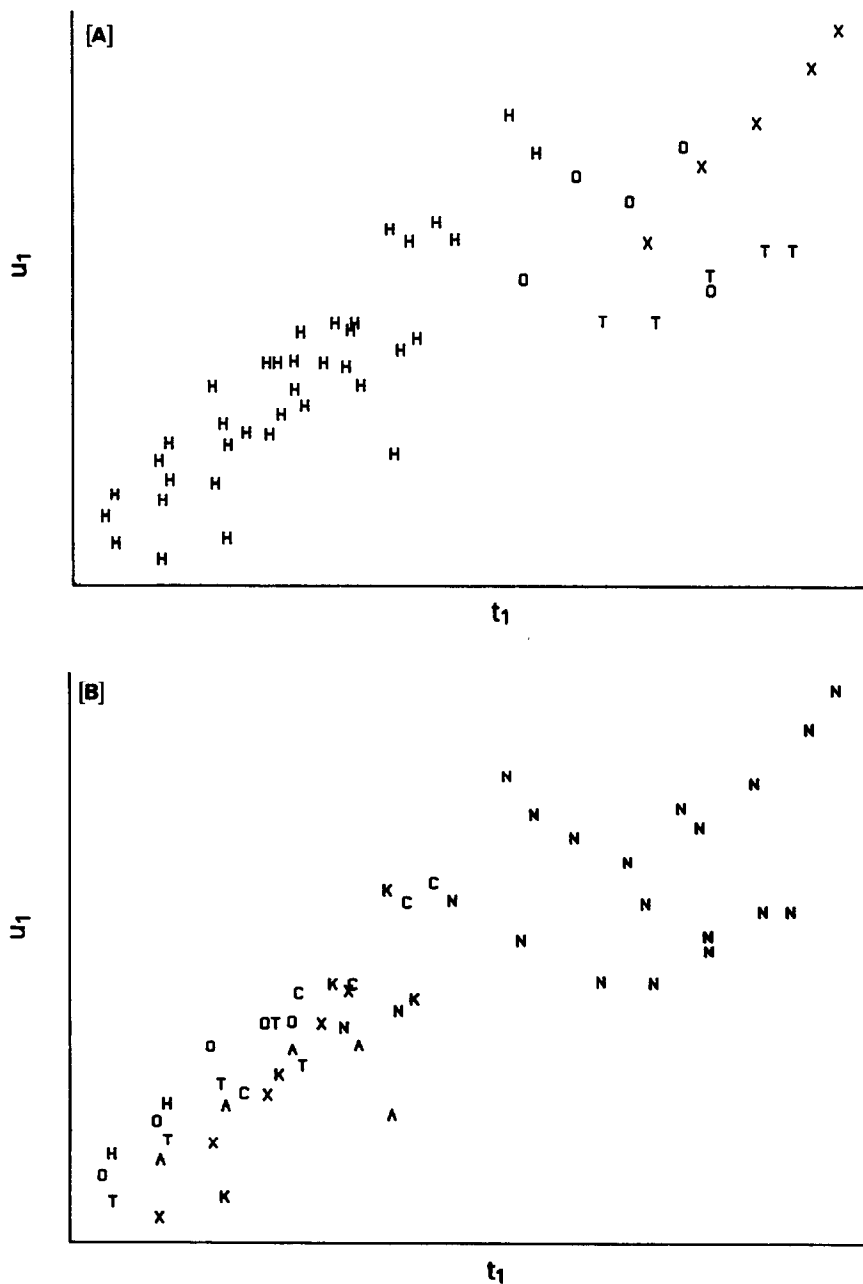 [A] X
X
H X
H O
X
O
O
H H
u₁ H H X
T T
O T
O
H H T T
H H
H
H
H H H H H
H H H
H
H
H
H H
H H
H H
H H
H H
H
H H
H
t₁
[B] N
N
N N
N N
N
N
K C
u₁ C N N N N
N N
N
K C N N
C X
K
N
O T O X N
O A A
T
K
T
C X
H A
O A
T X
H A
O
T K
X
t₁